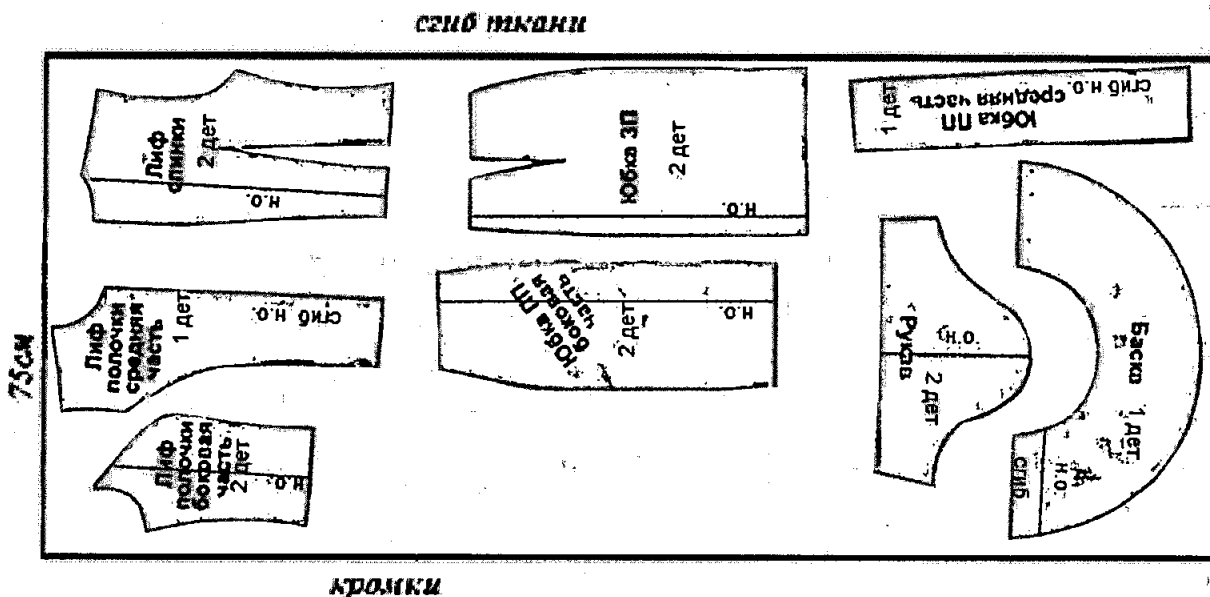 сгиб ткани
Лиф
спинки
2 дет
н.о.
Юбка ЗП
2 дет
н.о.
Юбка ПП
средняя часть
1 дет
сгиб н.о.
75см
Лиф
полочки
средняя
часть
1 дет
сгиб н.о.
Юбка ПП
боковая
часть
2 дет
н.о.
Рукав
2 дет
н.о.
Баска 1 дет.
сгиб
н.о.
Лиф
полочки
боковая
часть
2 дет
н.о.
кромки